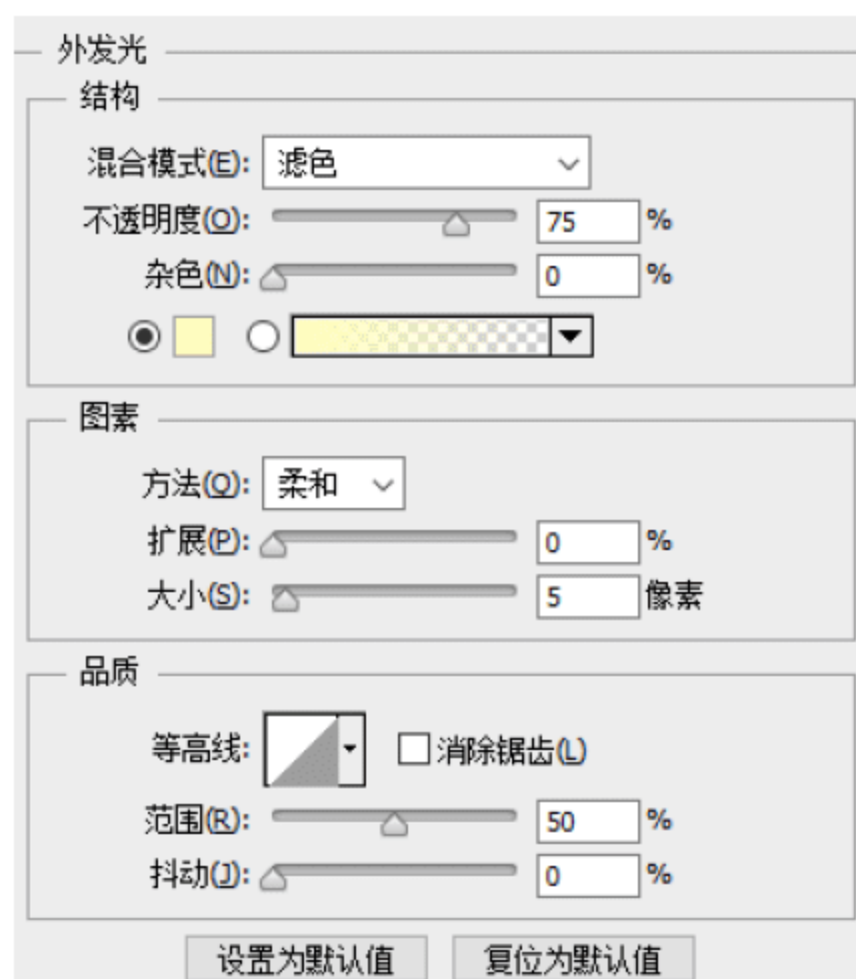 外发光
结构
混合模式(E): 滤色
不透明度(O): 75 %
杂色(N): 0 %
图素
方法(Q): 柔和
扩展(P): 0 %
大小(S): 5 像素
品质
等高线: 消除锯齿(L)
范围(R): 50 %
抖动(J): 0 %
设置为默认值 复位为默认值